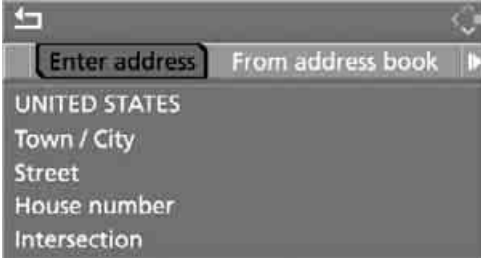 Enter address From address book
UNITED STATES
Town / City
Street
House number
Intersection